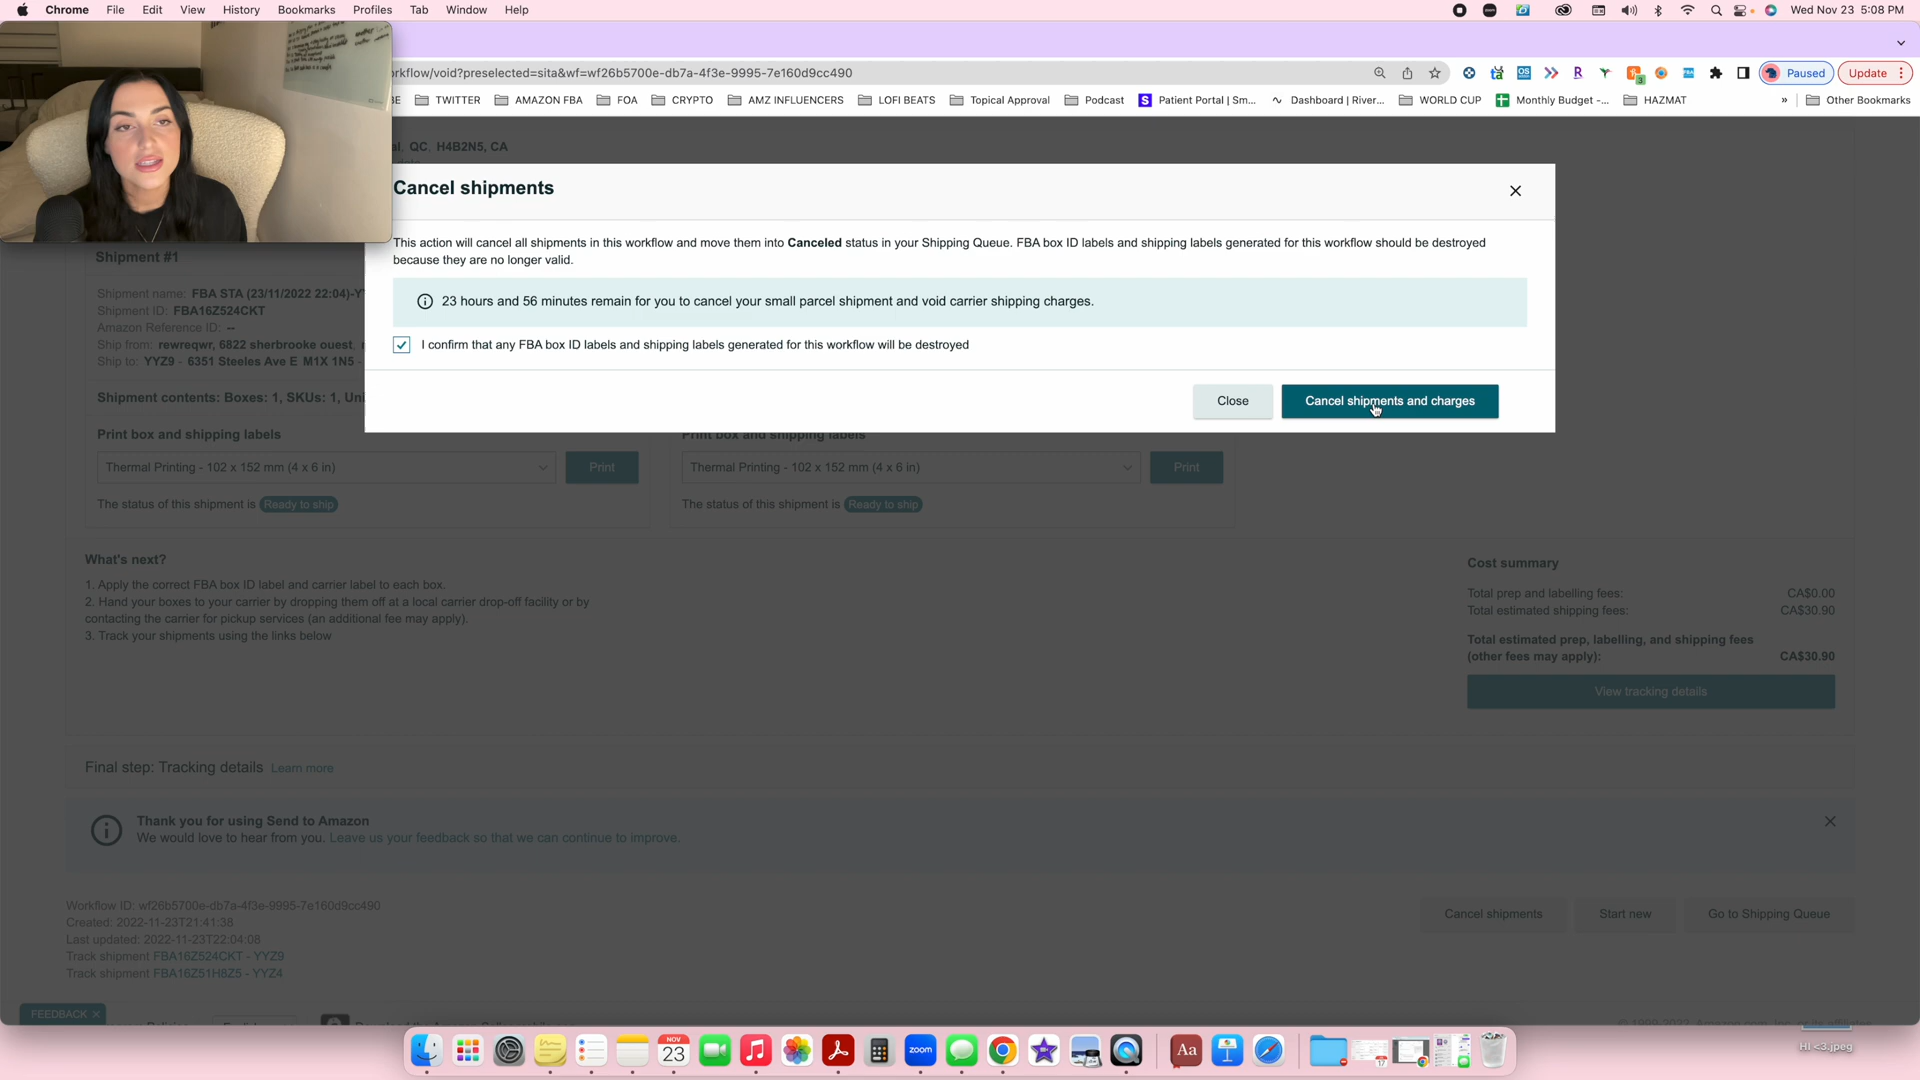 Chrome File Edit View History Bookmarks Profiles Tab Window Help
Wed Nov 23 5:08 PM
rkflow/void?preselected=sita&wf=wf26b5700e-db7a-4f3e-9995-7e160d9cc490
3
Paused
Update
BE TWITTER AMAZON FBA FOA CRYPTO AMZ INFLUENCERS LOFI BEATS Topical Approval Podcast Patient Portal | Sm... Dashboard | River... WORLD CUP Monthly Budget -... HAZMAT » Other Bookmarks
al, QC. H4B2N5, CA
Cancel shipments
This action will cancel all shipments in this workflow and move them into Canceled status in your Shipping Queue. FBA box ID labels and shipping labels generated for this workflow should be destroyed
because they are no longer valid.
23 hours and 56 minutes remain for you to cancel your small parcel shipment and void carrier shipping charges.
I confirm that any FBA box ID labels and shipping labels generated for this workflow will be destroyed
Close
Cancel shipments and charges
Shipment #1
Shipment name: FBA STA (23/11/2022 22:04)-Y
Shipment ID: FBA16Z524CKT
Amazon Reference ID: --
Ship from: rewreqwr, 6822 sherbrooke ouest,
Ship to: YYZ9 - 6351 Steeles Ave E M1X 1N5 -
Shipment contents: Boxes: 1, SKUs: 1, Uni
Print box and shipping labels
Thermal Printing - 102 x 152 mm (4 x 6 in)
Print
The status of this shipment is Ready to ship
Print box and shipping labels
Thermal Printing - 102 x 152 mm (4 x 6 in)
Print
The status of this shipment is Ready to ship
What's next?
1. Apply the correct FBA box ID label and carrier label to each box.
2. Hand your boxes to your carrier by dropping them off at a local carrier drop-off facility or by
contacting the carrier for pickup services (an additional fee may apply).
3. Track your shipments using the links below
Cost summary
Total prep and labelling fees: CA$0.00
Total estimated shipping fees: CA$30.90
Total estimated prep, labelling, and shipping fees
(other fees may apply): CA$30.90
View tracking details
Final step: Tracking details Learn more
Thank you for using Send to Amazon
We would love to hear from you. Leave us your feedback so that we can continue to improve.
Workflow ID: wf26b5700e-db7a-4f3e-9995-7e160d9cc490
Created: 2022-11-23T21:41:38
Last updated: 2022-11-23T22:04:08
Track shipment FBA16Z524CKT - YYZ9
Track shipment FBA16Z51H8Z5 - YYZ4
Cancel shipments
Start new
Go to Shipping Queue
FEEDBACK
HI <3.jpeg
NOV
23
zoom
Aa
17